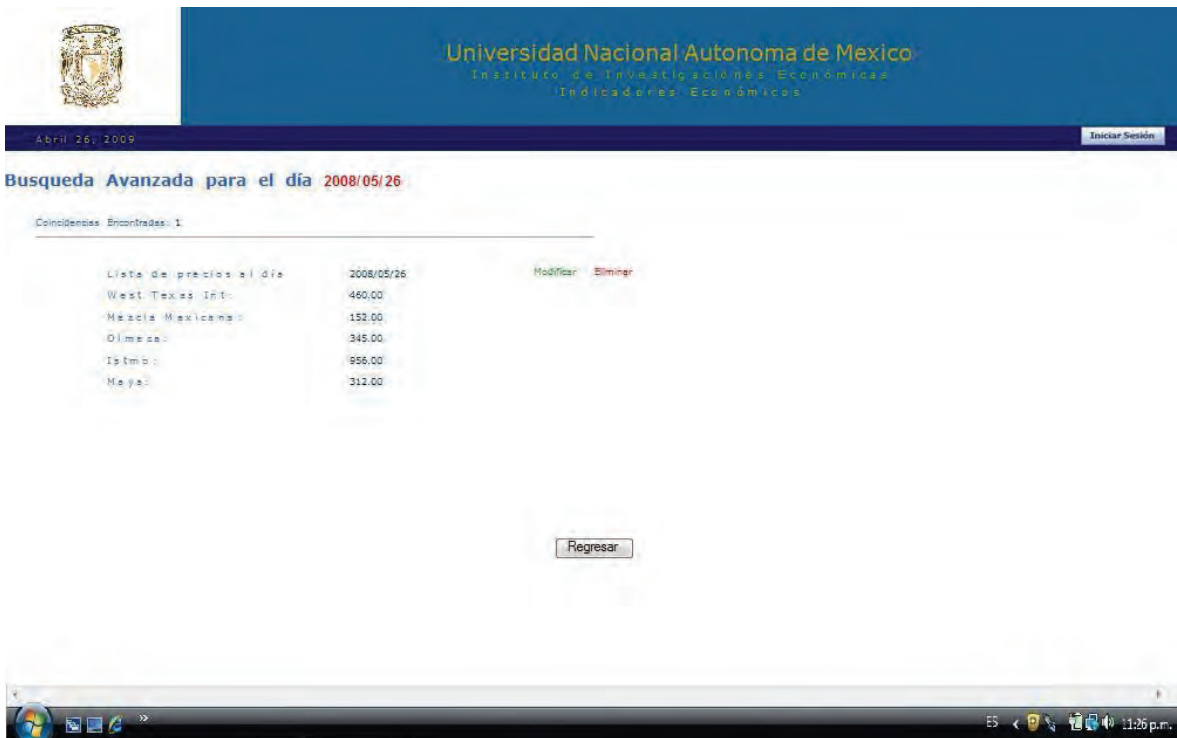 Universidad Nacional Autonoma de Mexico
Instituto de Investigaciones Económicas
Indicadores Económicos
Abril 26, 2009
Iniciar Sesión
Busqueda Avanzada para el día 2008/05/26
Coincidencias Encontradas: 1
Lista de precios al día 2008/05/26 Modificar Eliminar
West Texas Int: 460.00
Mezcla Mexicana: 152.00
Olmeca: 345.00
Istmo: 956.00
Maya: 312.00
Regresar
ES 11:26 p.m.